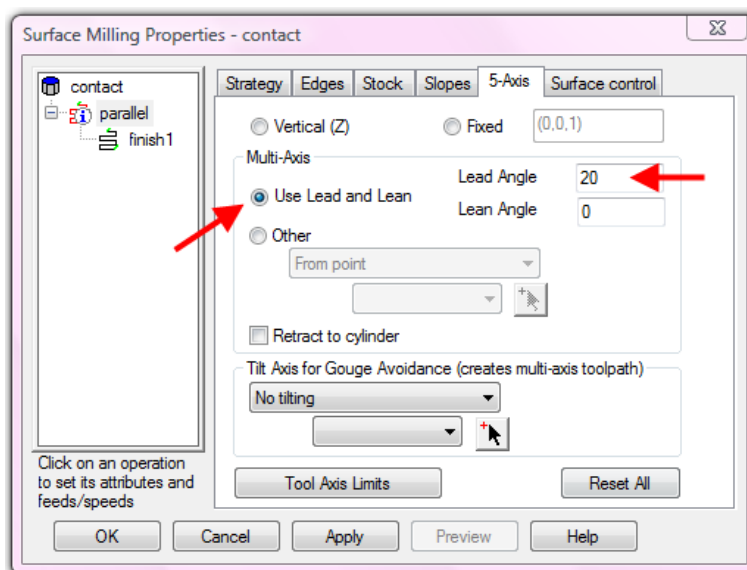 Surface Milling Properties - contact
contact
parallel
finish1
Strategy Edges Stock Slopes 5-Axis Surface control
Vertical (Z) Fixed (0,0,1)
Multi-Axis
Use Lead and Lean
Lead Angle 20
Lean Angle 0
Other
From point
Retract to cylinder
Tilt Axis for Gouge Avoidance (creates multi-axis toolpath)
No tilting
Tool Axis Limits Reset All
Click on an operation
to set its attributes and
feeds/speeds
OK Cancel Apply Preview Help